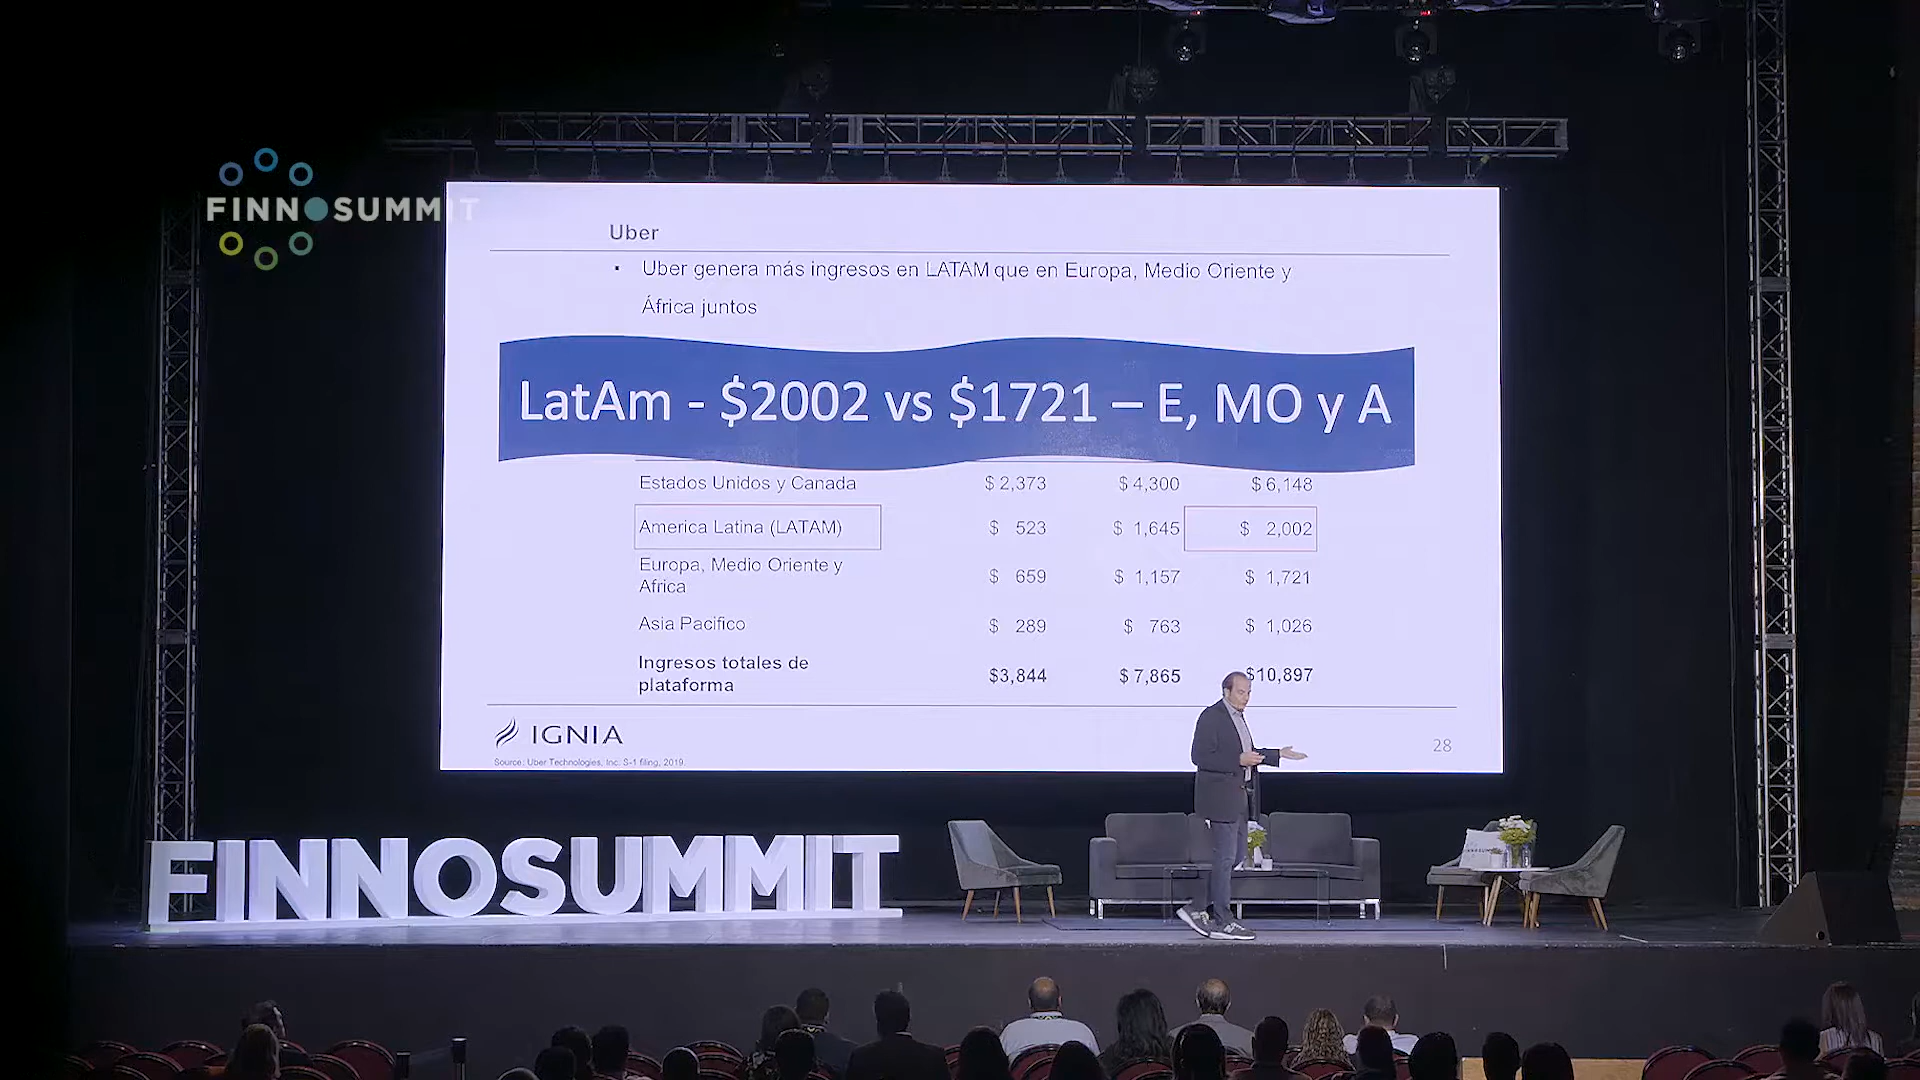 FINNOSUMMIT
Uber
▪ Uber genera más ingresos en LATAM que en Europa, Medio Oriente y
África juntos
LatAm - $2002 vs $1721 – E, MO y A
Estados Unidos y Canada $ 2,373 $ 4,300 $ 6,148
America Latina (LATAM) $ 523 $ 1,645 $ 2,002
Europa, Medio Oriente y
Africa $ 659 $ 1,157 $ 1,721
Asia Pacifico $ 289 $ 763 $ 1,026
Ingresos totales de
plataforma $3,844 $ 7,865 $10,897
IGNIA
28
Source: Uber Technologies, Inc. S-1 filing, 2019.
FINNOSUMMIT